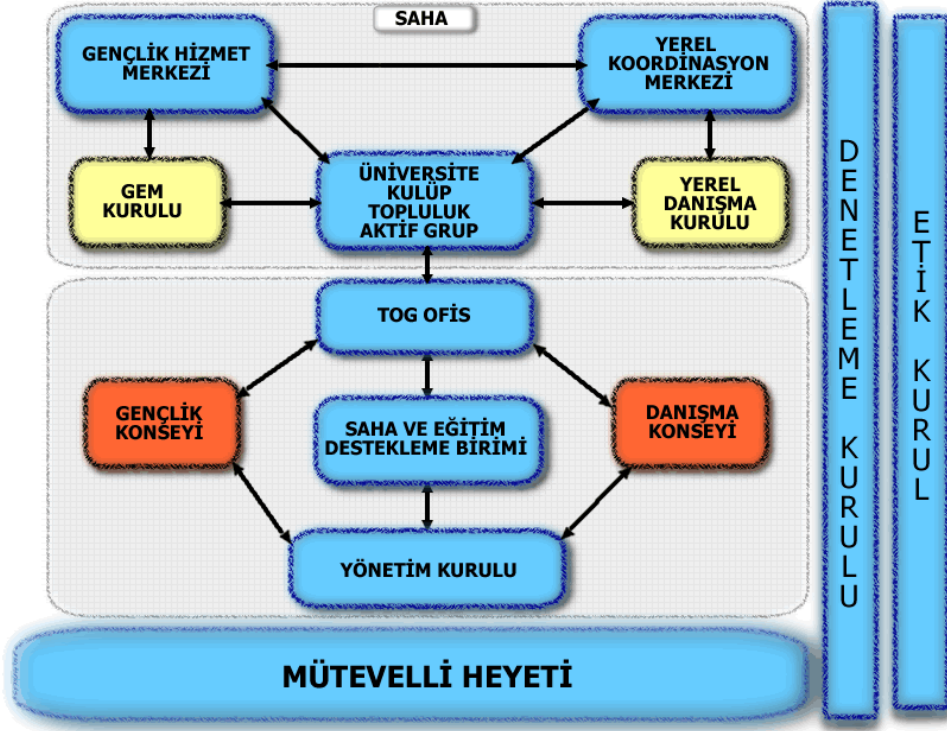 SAHA
GENÇLİK HİZMET
MERKEZİ
YEREL
KOORDİNASYON
MERKEZİ
GEM
KURULU
ÜNİVERSİTE
KULÜP
TOPLULUK
AKTİF GRUP
YEREL
DANIŞMA
KURULU
TOG OFİS
GENÇLİK
KONSEYİ
SAHA VE EĞİTİM
DESTEKLEME BİRİMİ
DANIŞMA
KONSEYİ
YÖNETİM KURULU
MÜTEVELLİ HEYETİ
DENETLEME KURULU
ETİK KURUL